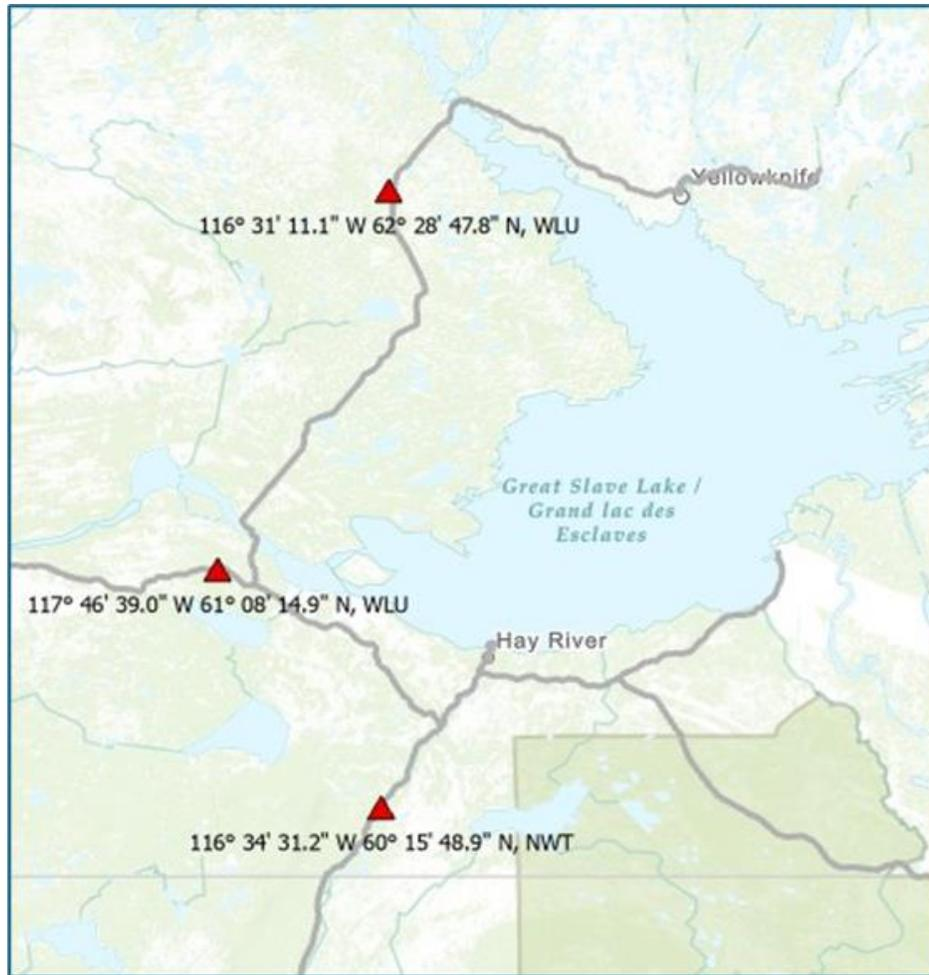 Yellowknife
116° 31' 11.1" W 62° 28' 47.8" N, WLU
Great Slave Lake /
Grand lac des
Esclaves
117° 46' 39.0" W 61° 08' 14.9" N, WLU
Hay River
116° 34' 31.2" W 60° 15' 48.9" N, NWT